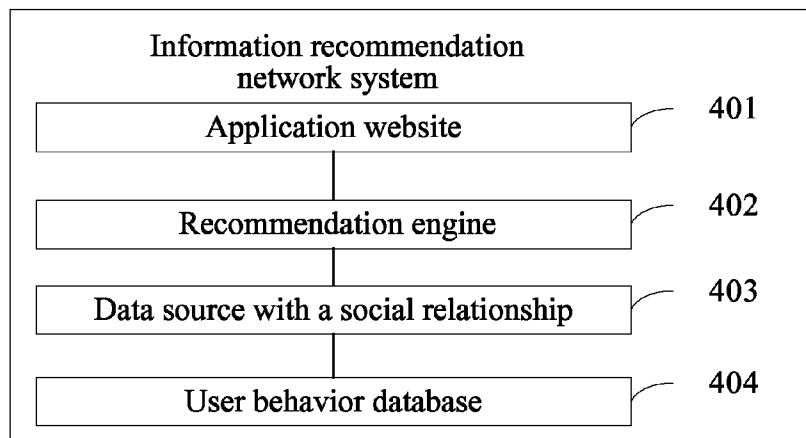 Information recommendation
network system
Application website
401
Recommendation engine
402
Data source with a social relationship
403
User behavior database
404